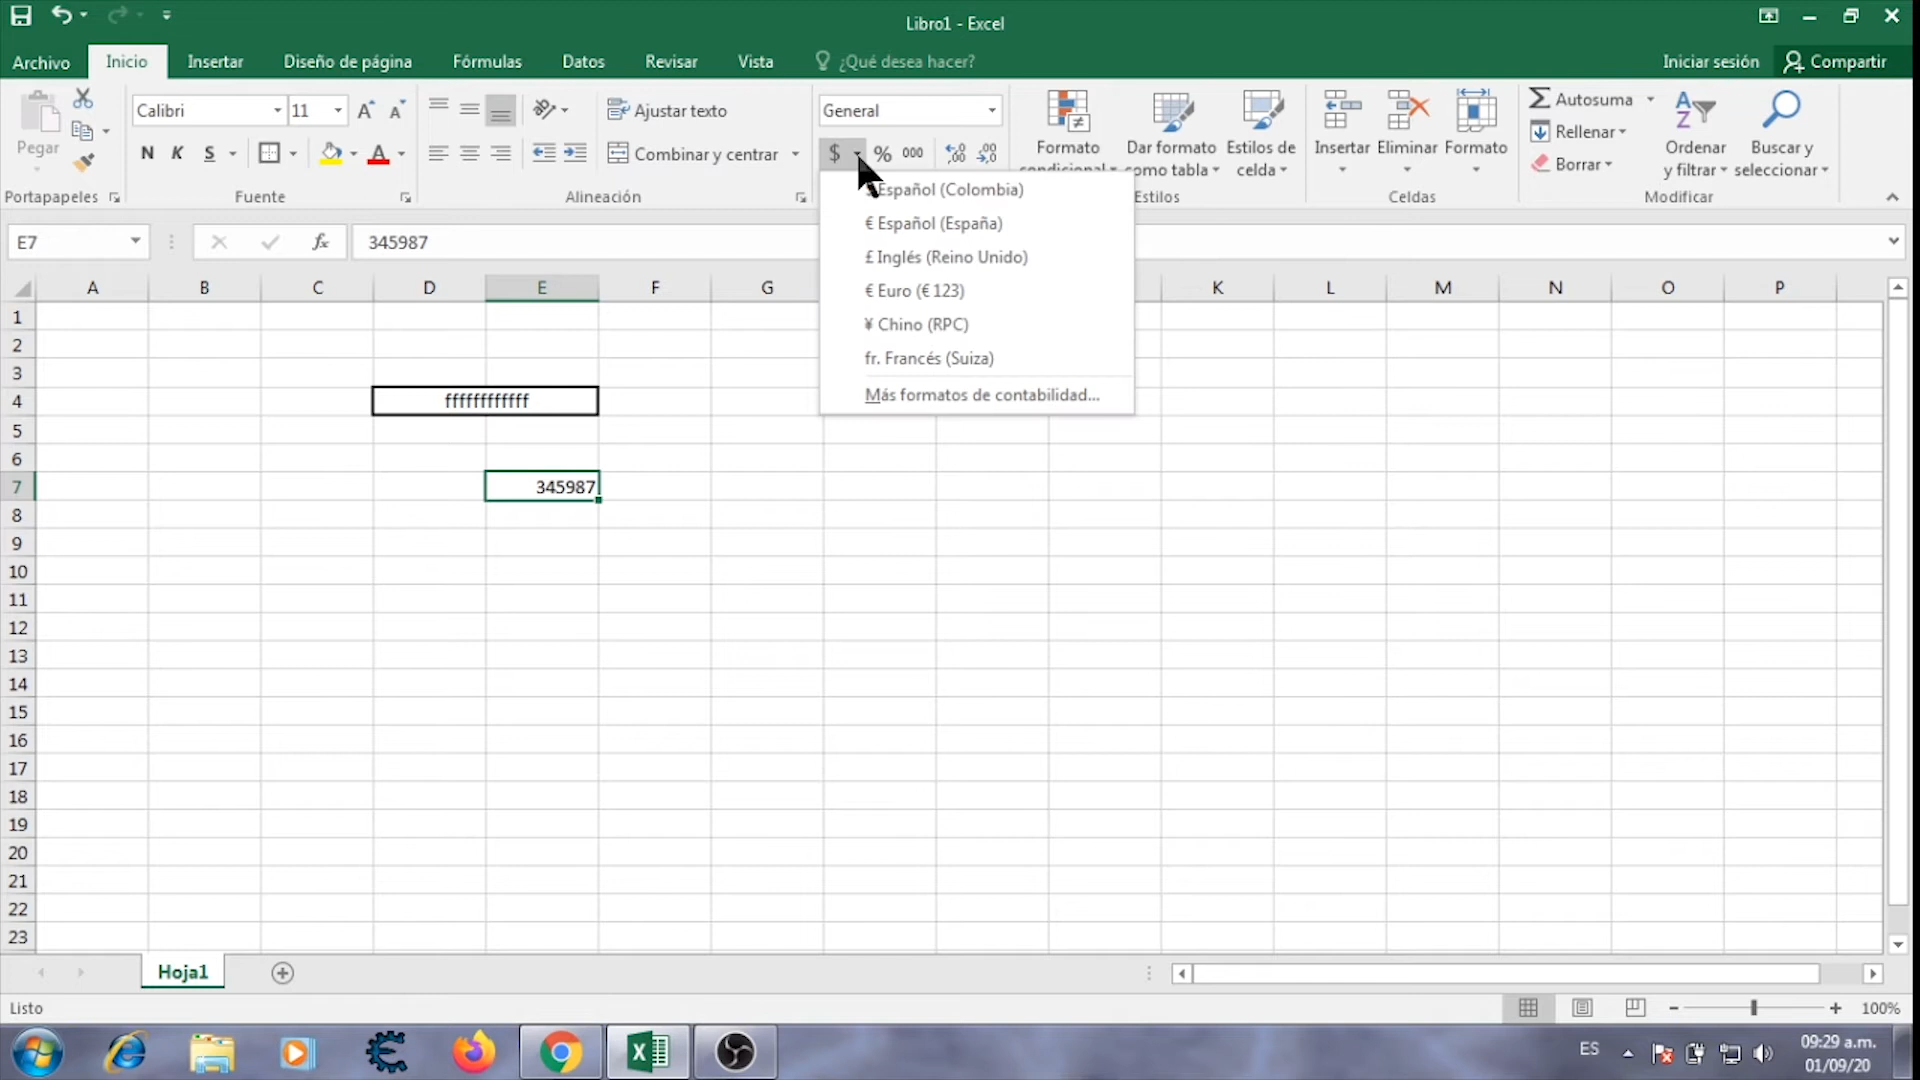 Libro1 - Excel
Archivo Inicio Insertar Diseño de página Fórmulas Datos Revisar Vista ¿Qué desea hacer? Iniciar sesión Compartir
Pegar
Portapapeles
Calibri 11
N K S
Fuente
Ajustar texto
Combinar y centrar
Alineación
General
$ % 000
Formato
condicional
Dar formato
como tabla
Estilos de
celda
Estilos
Insertar Eliminar Formato
Celdas
Autosuma
Rellenar
Borrar
Ordenar
y filtrar
Buscar y
seleccionar
Modificar
Español (Colombia)
€ Español (España)
£ Inglés (Reino Unido)
€ Euro (€ 123)
¥ Chino (RPC)
fr. Francés (Suiza)
Más formatos de contabilidad...
E7 fx 345987
A B C D E F G K L M N O P
1
2
3
4 ffffffffffff
5
6
7 345987
8
9
10
11
12
13
14
15
16
17
18
19
20
21
22
23
Hoja1
Listo 100%
ES 09:29 a.m.
01/09/20